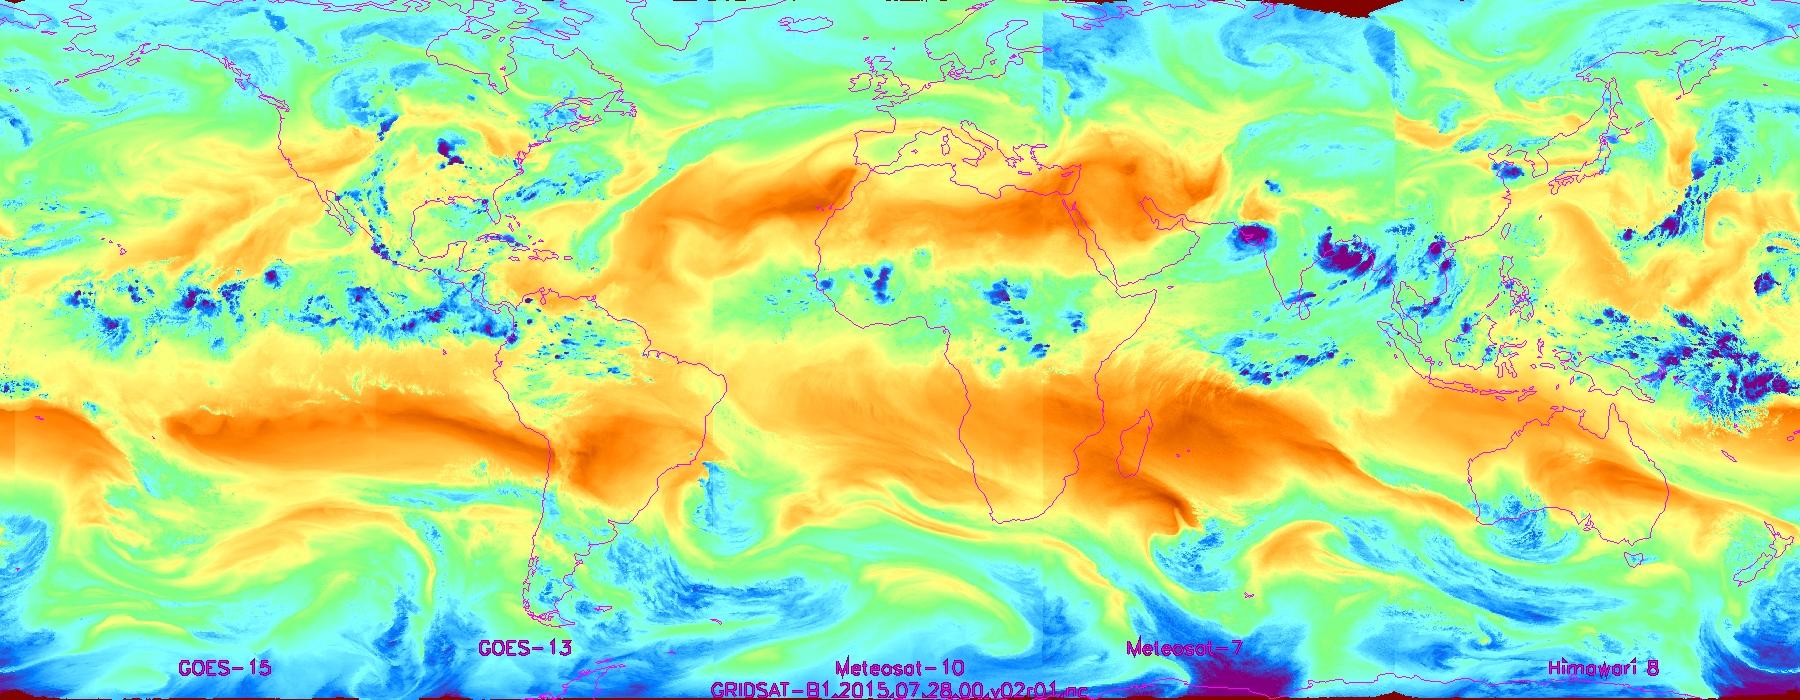 GOES-13
Meteosat-7
GOES-15
Meteosat-10
Himawari 8
GRIDSAT-B1.2015.07.28.00.v02r01.nc